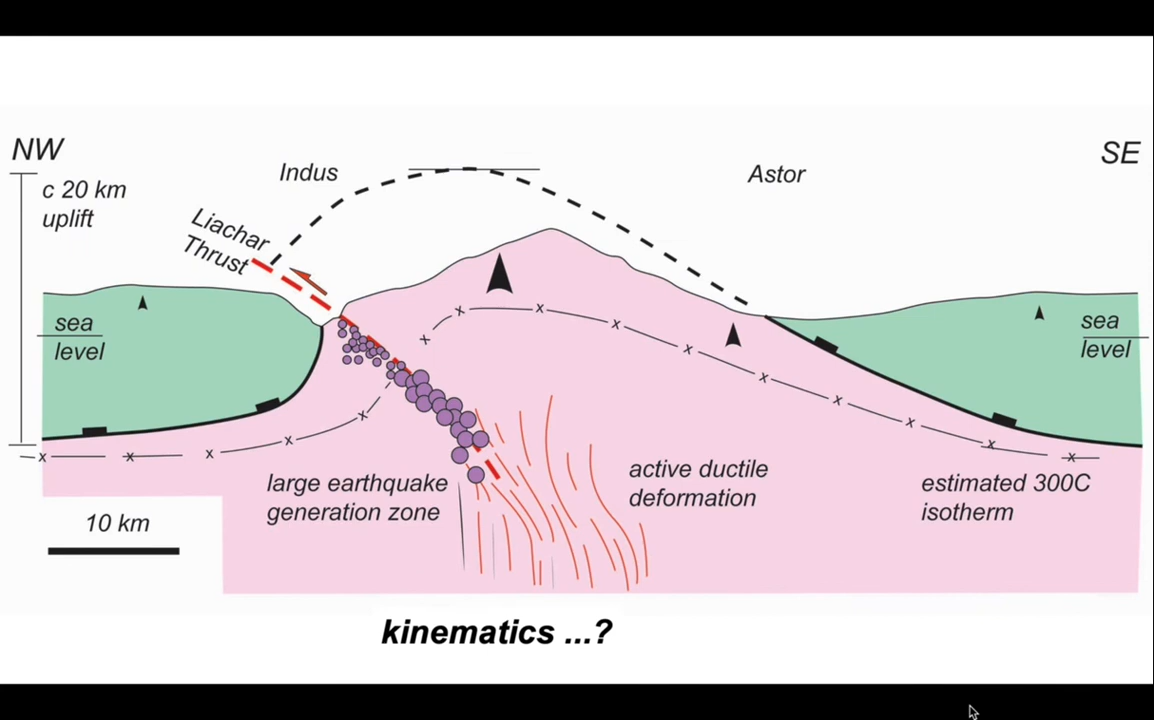 NW
SE
c 20 km
uplift
Indus
Astor
Liachar
Thrust
sea
level
sea
level
large earthquake
generation zone
active ductile
deformation
estimated 300C
isotherm
10 km
kinematics ...?